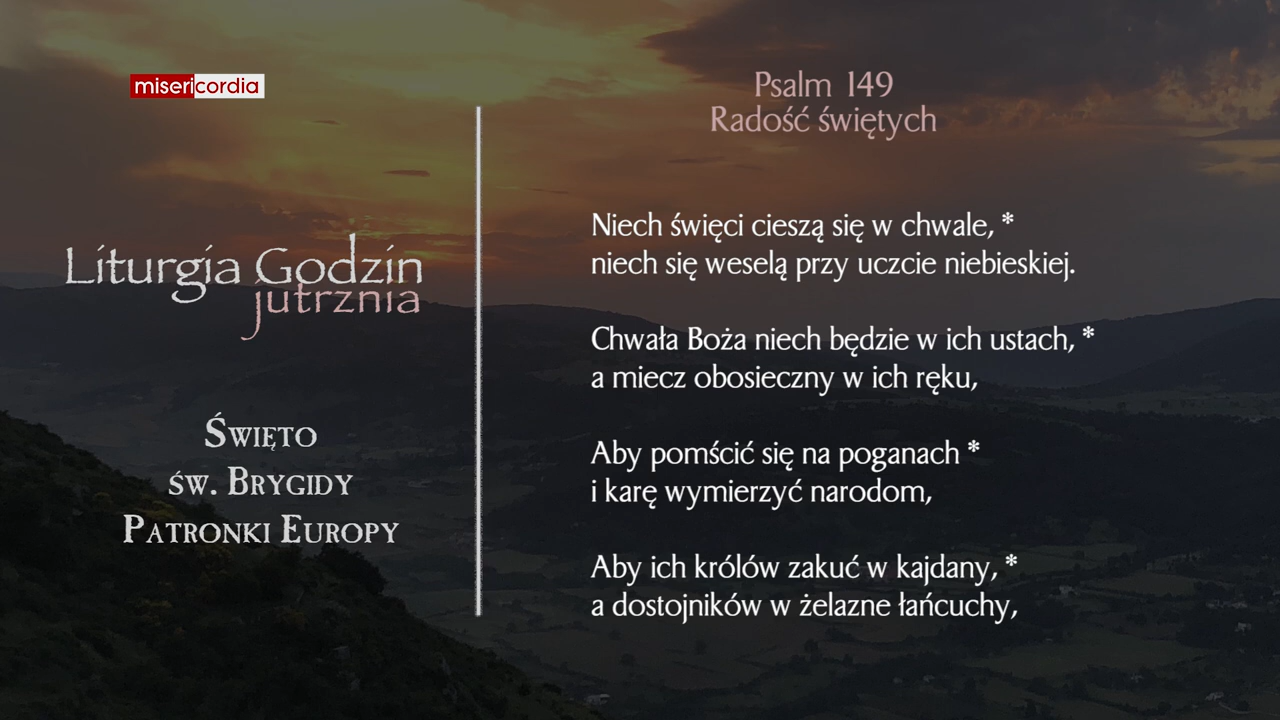 misericordia
Liturgia Godzin
jutrznia
Święto
św. Brygidy
Patronki Europy
Psalm 149
Radość świętych
Niech święci cieszą się w chwale, *
niech się weselą przy uczcie niebieskiej.
Chwała Boża niech będzie w ich ustach, *
a miecz obosieczny w ich ręku,
Aby pomścić się na poganach *
i karę wymierzyć narodom,
Aby ich królów zakuć w kajdany, *
a dostojników w żelazne łańcuchy,